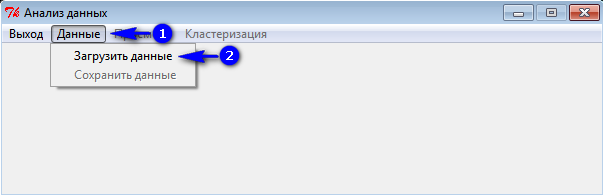 Анализ данных
Выход Данные 1 Кластеризация
Загрузить данные 2
Сохранить данные